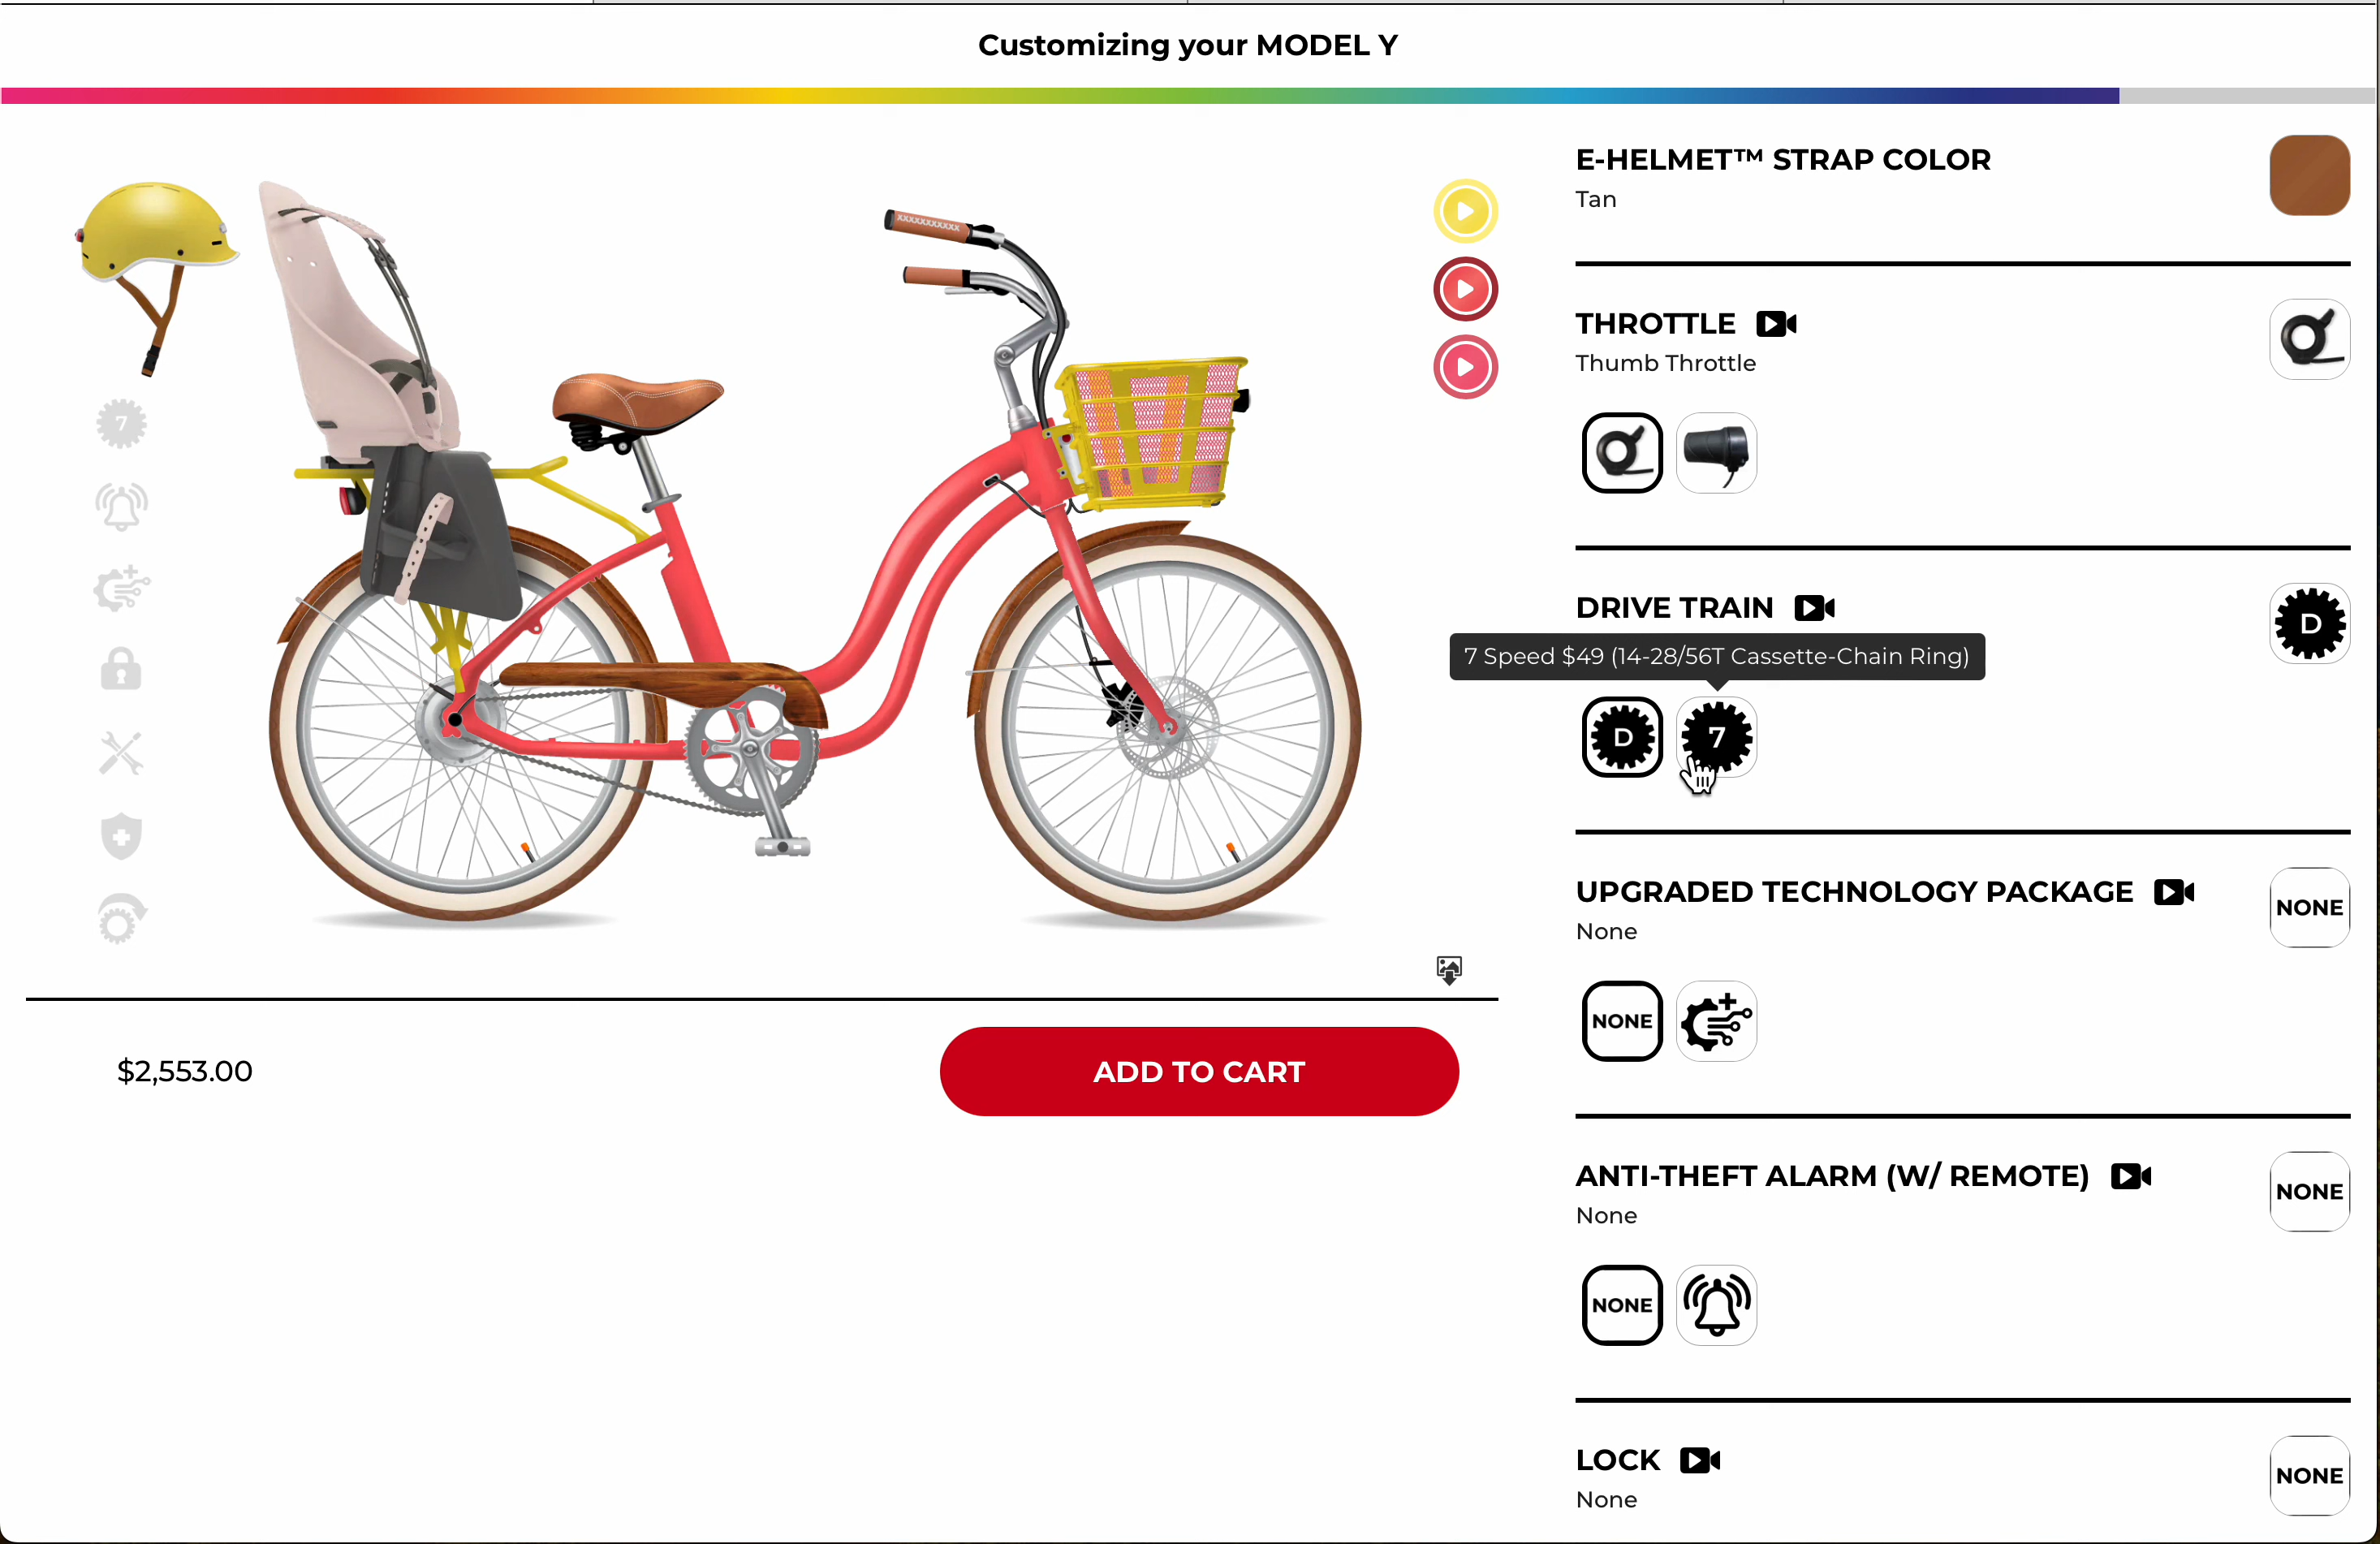 Customizing your MODEL Y
E-HELMET™ STRAP COLOR
Tan
THROTTLE
Thumb Throttle
DRIVE TRAIN
D
7 Speed $49 (14-28/56T Cassette-Chain Ring)
D
7
UPGRADED TECHNOLOGY PACKAGE
None
NONE
NONE
ANTI-THEFT ALARM (W/ REMOTE)
None
NONE
NONE
LOCK
None
NONE
7
XXXXXXXXXX
$2,553.00
ADD TO CART